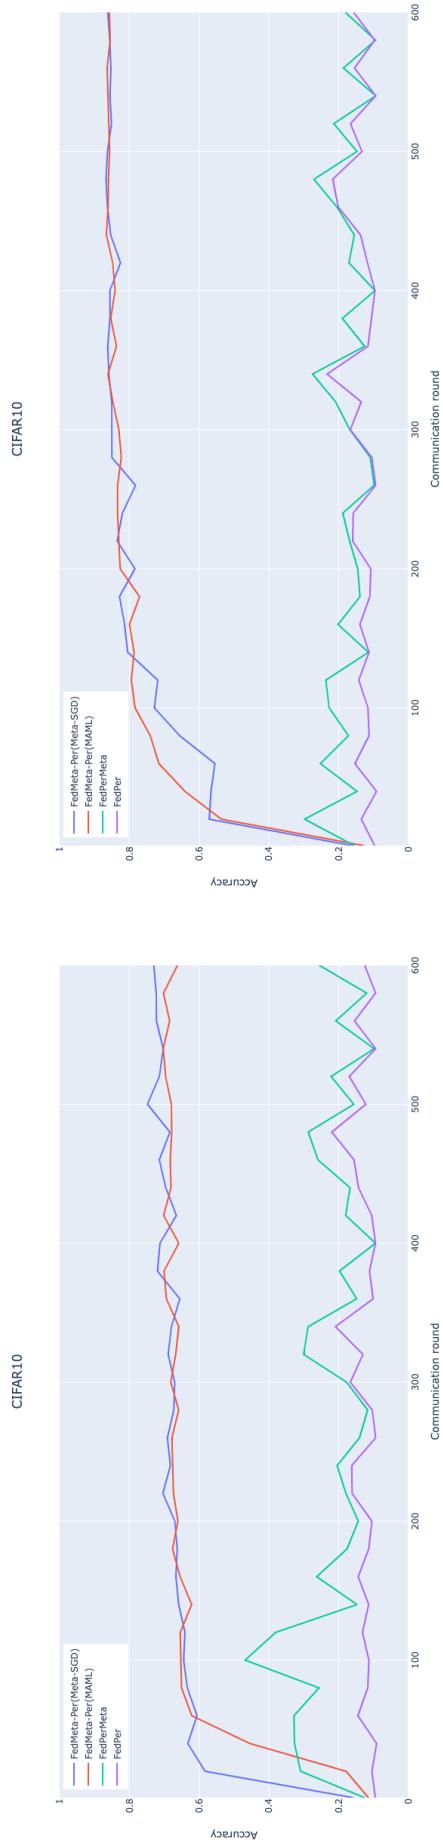 CIFAR10
1
0.8
0.6
0.4
0.2
0
Accuracy
FedMeta-Per(Meta-SGD)
FedMeta-Per(MAML)
FedPerMeta
FedPer
100
200
300
400
500
600
Communication round
CIFAR10
1
0.8
0.6
0.4
0.2
0
Accuracy
FedMeta-Per(Meta-SGD)
FedMeta-Per(MAML)
FedPerMeta
FedPer
100
200
300
400
500
600
Communication round